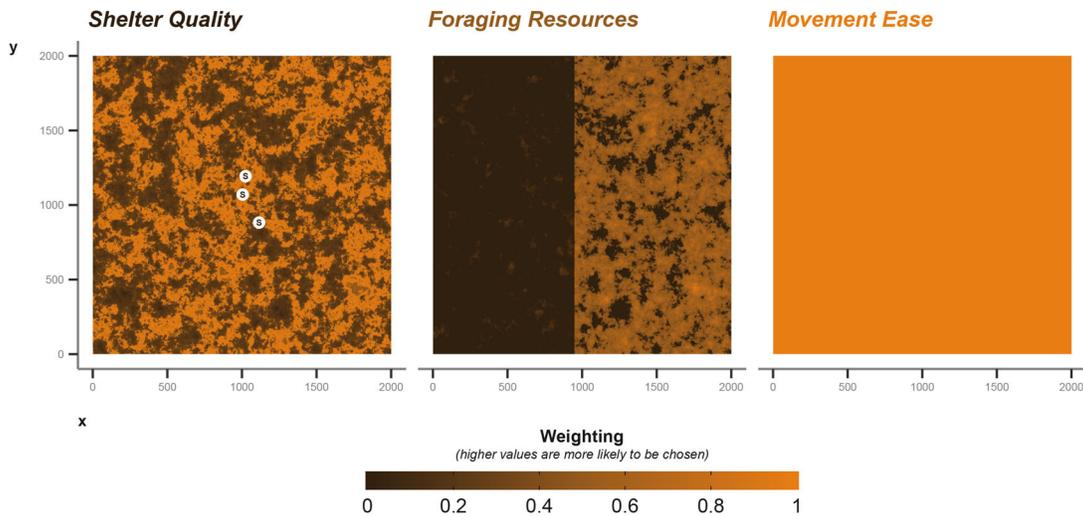 Shelter Quality
Foraging Resources
Movement Ease
y
2000
1500
1000
500
0
S
S
S
0 500 1000 1500 2000
0 500 1000 1500 2000
0 500 1000 1500 2000
x
Weighting
(higher values are more likely to be chosen)
0 0.2 0.4 0.6 0.8 1